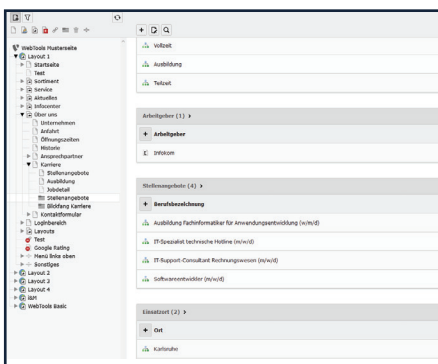 WebTools Musterseite
Layout 1
Startseite
Test
Sortiment
Service
Aktuelles
Infocenter
Über uns
Unternehmen
Anfahrt
Öffnungszeiten
Historie
Ansprechpartner
Karriere
Stellenangebote
Ausbildung
Jobdetail
Stellenangebote
Blickfang Karriere
Kontaktformular
Loginbereich
Layouts
Test
Google Rating
Menü links oben
Sonstiges
Layout 2
Layout 3
Layout 4
i&M
WebTools Basic
Vollzeit
Ausbildung
Teilzeit
Arbeitgeber (1)
Arbeitgeber
Infokom
Stellenangebote (4)
Berufsbezeichnung
Ausbildung Fachinformatiker für Anwendungsentwicklung (w/m/d)
IT-Spezialist technische Hotline (m/w/d)
IT-Support-Consultant Rechnungswesen (m/w/d)
Softwareentwickler (m/w/d)
Einsatzort (2)
Ort
Karlsruhe